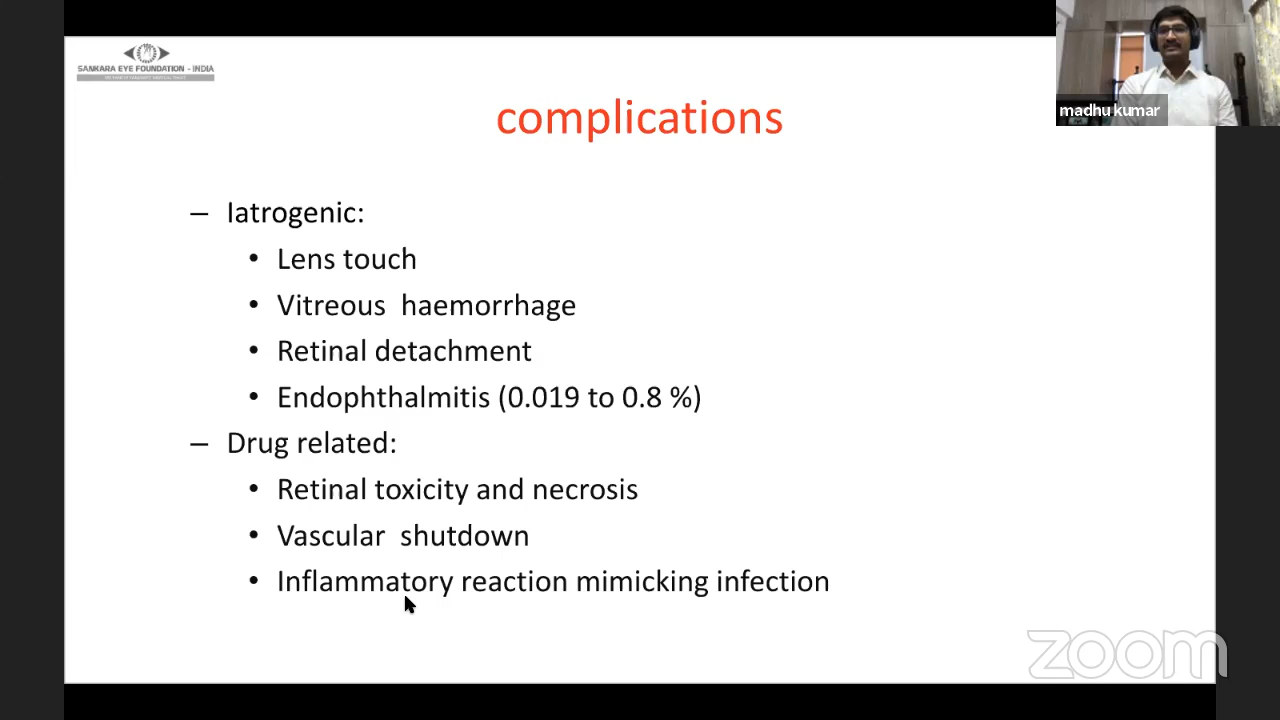 SANKARA EYE FOUNDATION - INDIA
madhu kumar
complications
– Iatrogenic:
• Lens touch
• Vitreous haemorrhage
• Retinal detachment
• Endophthalmitis (0.019 to 0.8 %)
– Drug related:
• Retinal toxicity and necrosis
• Vascular shutdown
• Inflammatory reaction mimicking infection
zoom